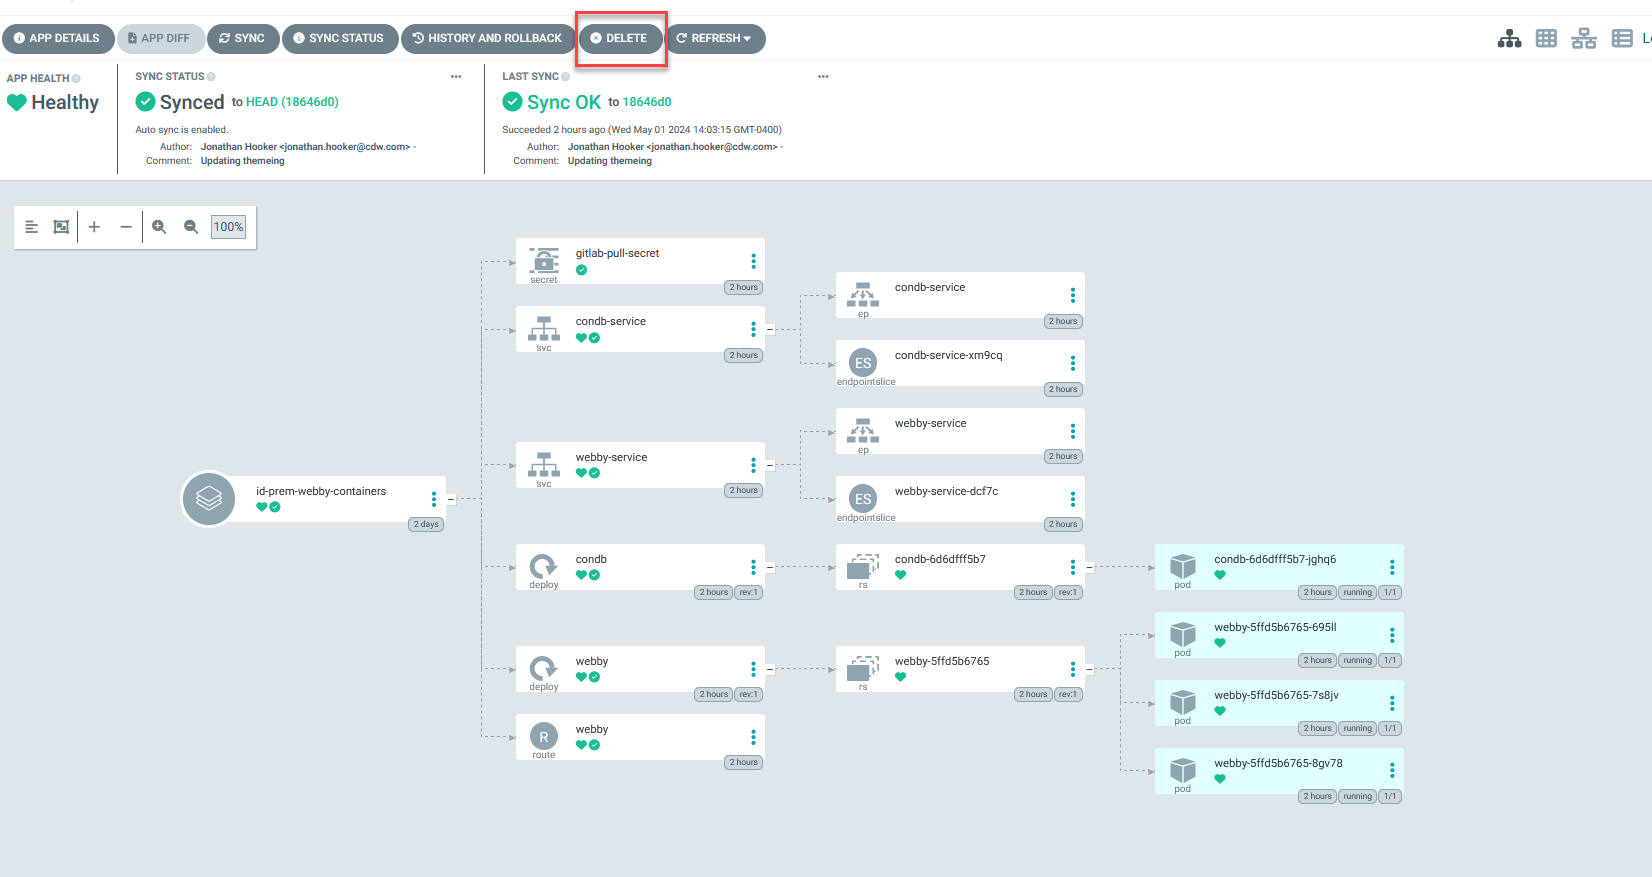 APP DETAILS
APP DIFF
SYNC
SYNC STATUS
HISTORY AND ROLLBACK
DELETE
REFRESH
APP HEALTH
Healthy
SYNC STATUS
Synced to HEAD (18646d0)
Auto sync is enabled.
Author: Jonathan Hooker <jonathan.hooker@cdw.com> -
Comment: Updating themeing
LAST SYNC
Sync OK to 18646d0
Succeeded 2 hours ago (Wed May 01 2024 14:03:15 GMT-0400)
Author: Jonathan Hooker <jonathan.hooker@cdw.com> -
Comment: Updating themeing
100%
id-prem-webby-containers
2 days
gitlab-pull-secret
secret
2 hours
condb-service
svc
2 hours
webby-service
svc
2 hours
condb
deploy
2 hours rev:1
webby
deploy
2 hours rev:1
R
webby
route
2 hours
condb-service
ep
2 hours
ES
condb-service-xm9cq
endpointslice
2 hours
webby-service
ep
2 hours
ES
webby-service-dcf7c
endpointslice
2 hours
condb-6d6dfff5b7
rs
2 hours rev:1
webby-5ffd5b6765
rs
2 hours rev:1
condb-6d6dfff5b7-jghq6
pod
2 hours running 1/1
webby-5ffd5b6765-695ll
pod
2 hours running 1/1
webby-5ffd5b6765-7s8jv
pod
2 hours running 1/1
webby-5ffd5b6765-8gv78
pod
2 hours running 1/1